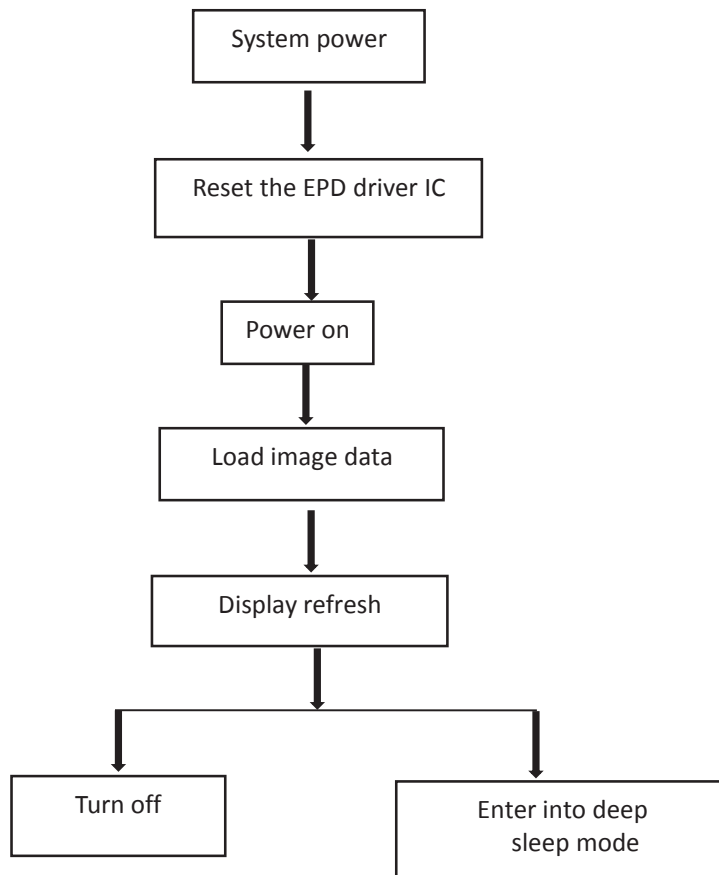 System power
Reset the EPD driver IC
Power on
Load image data
Display refresh
Turn off
Enter into deep
sleep mode